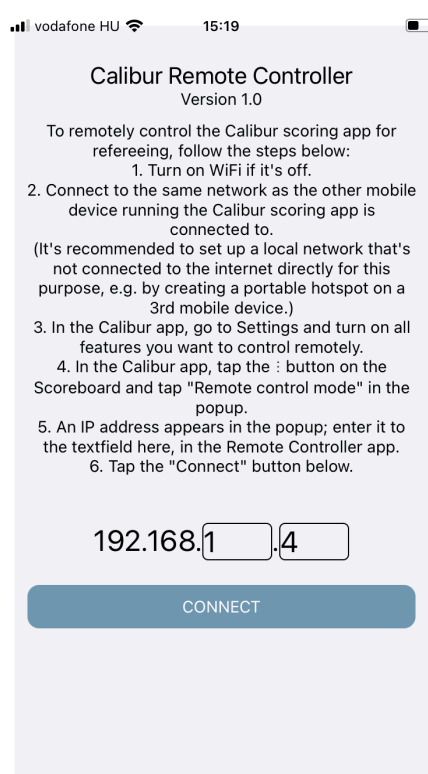 vodafone HU 15:19
Calibur Remote Controller
Version 1.0
To remotely control the Calibur scoring app for
refereeing, follow the steps below:
1. Turn on WiFi if it's off.
2. Connect to the same network as the other mobile
device running the Calibur scoring app is
connected to.
(It's recommended to set up a local network that's
not connected to the internet directly for this
purpose, e.g. by creating a portable hotspot on a
3rd mobile device.)
3. In the Calibur app, go to Settings and turn on all
features you want to control remotely.
4. In the Calibur app, tap the ⋮ button on the
Scoreboard and tap "Remote control mode" in the
popup.
5. An IP address appears in the popup; enter it to
the textfield here, in the Remote Controller app.
6. Tap the "Connect" button below.
192.168.1.4
CONNECT